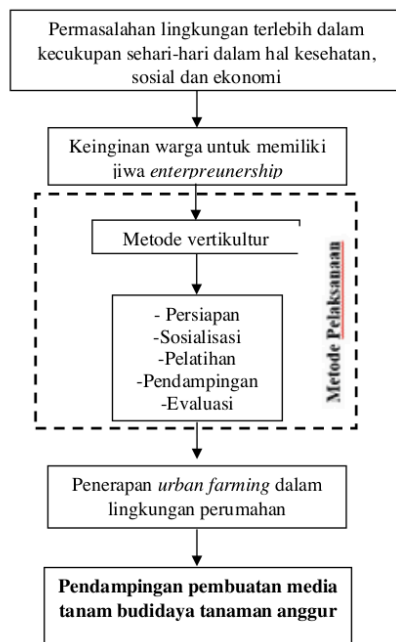 Permasalahan lingkungan terlebih dalam
kecukupan sehari-hari dalam hal kesehatan,
sosial dan ekonomi
Keinginan warga untuk memiliki
jiwa enterpreunership
Metode vertikultur
- Persiapan
-Sosialisasi
-Pelatihan
-Pendampingan
-Evaluasi
Metode Pelaksanaan
Penerapan urban farming dalam
lingkungan perumahan
Pendampingan pembuatan media
tanam budidaya tanaman anggur